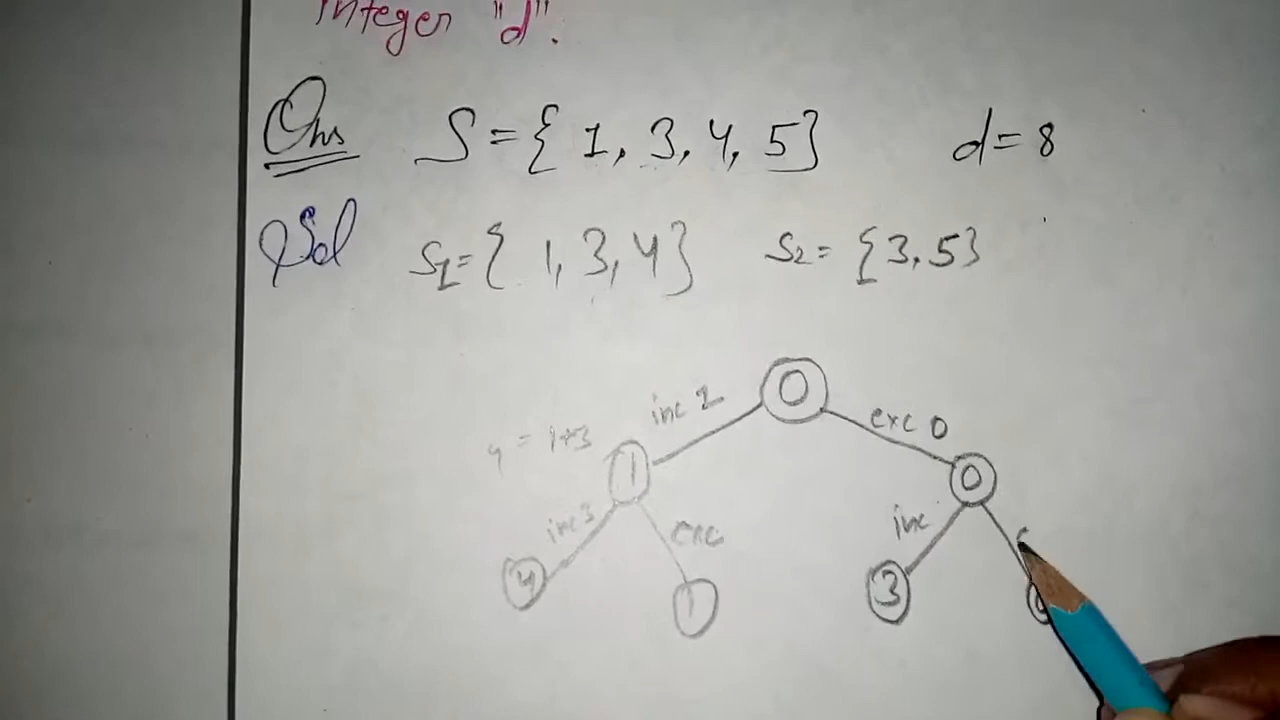 Integer "d".
Ans S = { 1, 3, 4, 5} d = 8
Sol S1 = { 1, 3, 4} S2 = {3, 5}
0
inc 1 exc 0
4 = 1+3
1 0
inc 3 exc inc
4 1 3